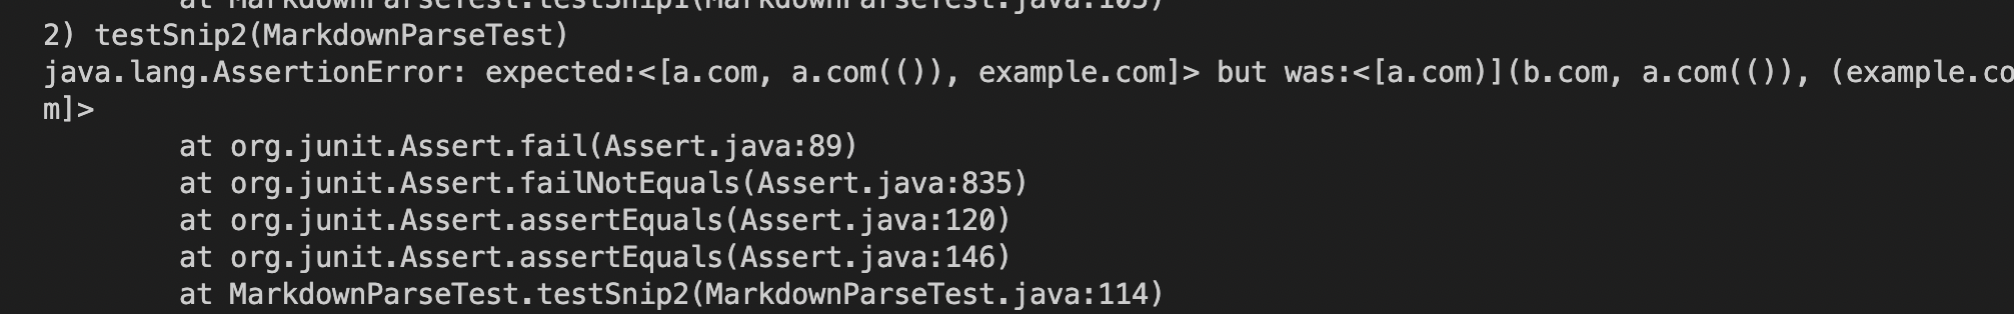 at MarkdownParseTest.testSnip1(MarkdownParseTest.java:105)
2) testSnip2(MarkdownParseTest)
java.lang.AssertionError: expected:<[a.com, a.com(()), example.com]> but was:<[a.com)](b.com, a.com(()), (example.co
m]>
at org.junit.Assert.fail(Assert.java:89)
at org.junit.Assert.failNotEquals(Assert.java:835)
at org.junit.Assert.assertEquals(Assert.java:120)
at org.junit.Assert.assertEquals(Assert.java:146)
at MarkdownParseTest.testSnip2(MarkdownParseTest.java:114)